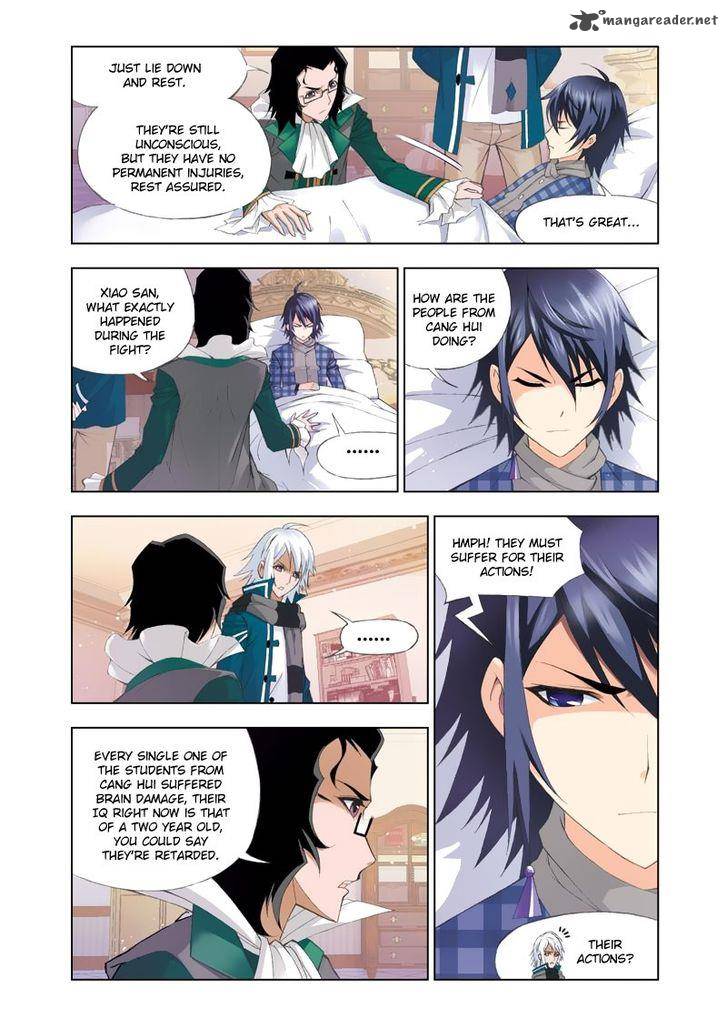 mangareader.net
JUST LIE DOWN
AND REST.
THEY'RE STILL
UNCONSCIOUS,
BUT THEY HAVE NO
PERMANENT INJURIES,
REST ASSURED.
THAT'S GREAT...
XIAO SAN,
WHAT EXACTLY
HAPPENED
DURING THE
FIGHT?
......
HOW ARE THE
PEOPLE FROM
CANG HUI
DOING?
......
HMPH! THEY MUST
SUFFER FOR THEIR
ACTIONS!
EVERY SINGLE ONE OF
THE STUDENTS FROM
CANG HUI SUFFERED
BRAIN DAMAGE, THEIR
IQ RIGHT NOW IS THAT
OF A TWO YEAR OLD,
YOU COULD SAY
THEY'RE RETARDED.
THEIR
ACTIONS?